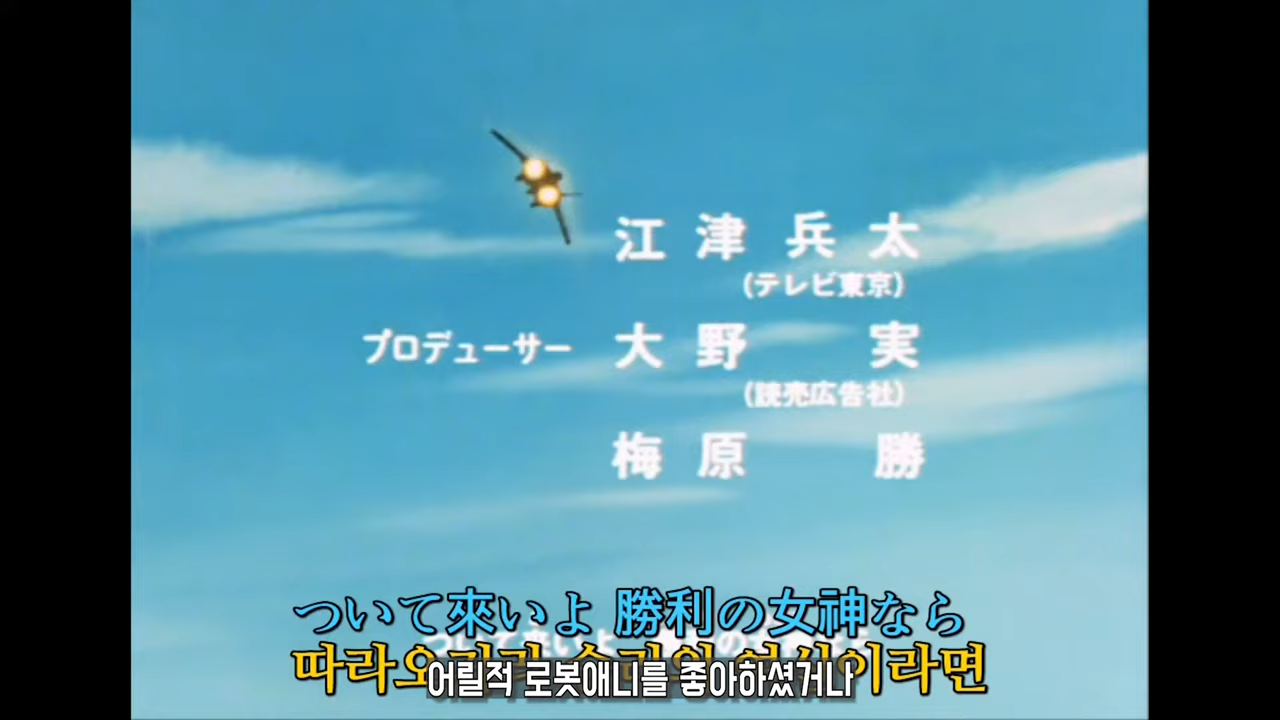 江津兵太
(テレビ東京)
プロデューサー 大野 実
(読売広告社)
梅原 勝
ついて來いよ 勝利の女神なら
어릴적 로봇애니를 좋아하셨거나